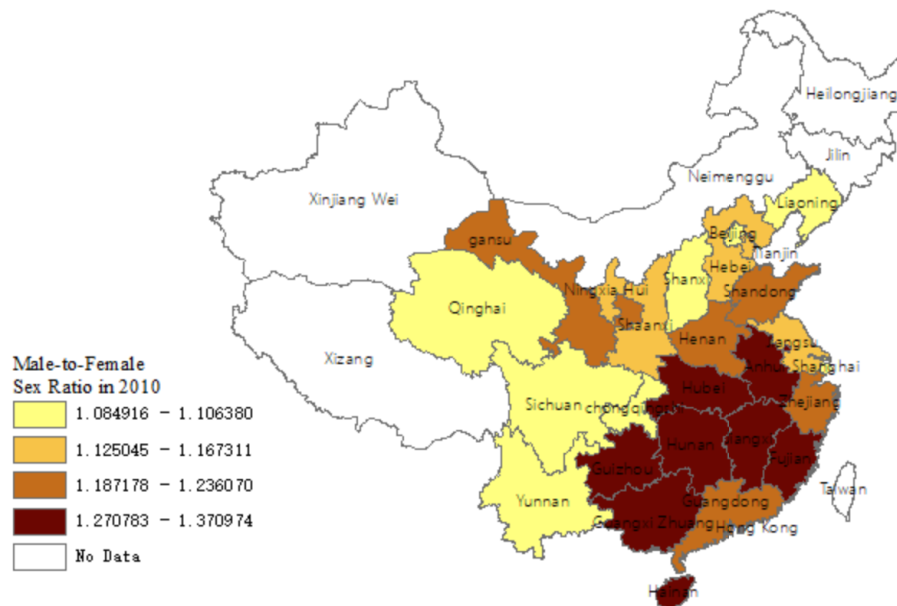 Heilongjiang
Jilin
Neimenggu
Xinjiang Wei
Liaoning
gansu
Beijing
Tianjin
Hebei
Shanxi
Ningxia Hui
Shandong
Qinghai
Shaanxi
Henan
Xizang
Jiangsu
Anhui
Shanghai
Hubei
Zhejiang
Sichuan
Hunan
Jiangxi
Fujian
Guizhou
Taiwan
Yunnan
Guangdong
Guangxi Zhuang
Hong Kong
Hainan
Male-to-Female
Sex Ratio in 2010
1.084916 - 1.106380
1.125045 - 1.167311
1.187178 - 1.236070
1.270783 - 1.370974
No Data